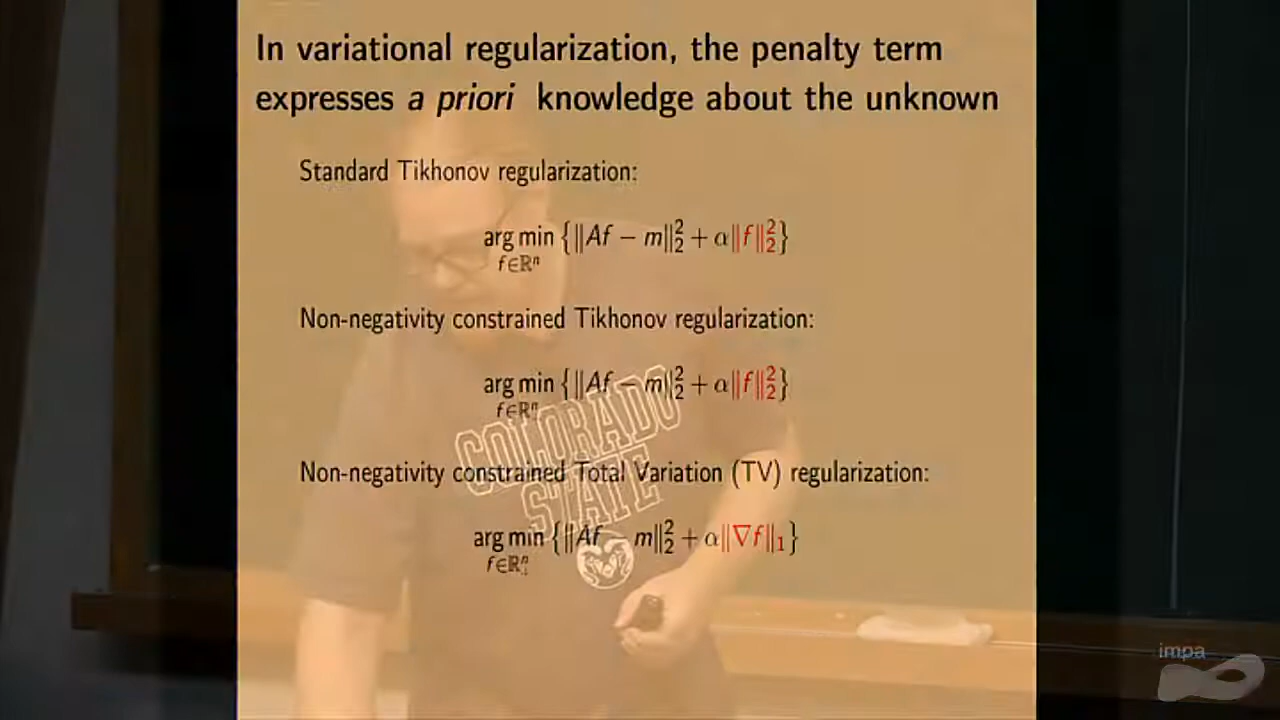 In variational regularization, the penalty term
expresses a priori knowledge about the unknown
Standard Tikhonov regularization:
arg min {‖Af − m‖₂² + α‖f‖₂²}
f∈ℝⁿ
Non-negativity constrained Tikhonov regularization:
arg min {‖Af − m‖₂² + α‖f‖₂²}
f∈ℝ₊ⁿ
Non-negativity constrained Total Variation (TV) regularization:
arg min {‖Af − m‖₂² + α‖∇f‖₁}
f∈ℝ₊ⁿ
COLORADO
STATE
impa